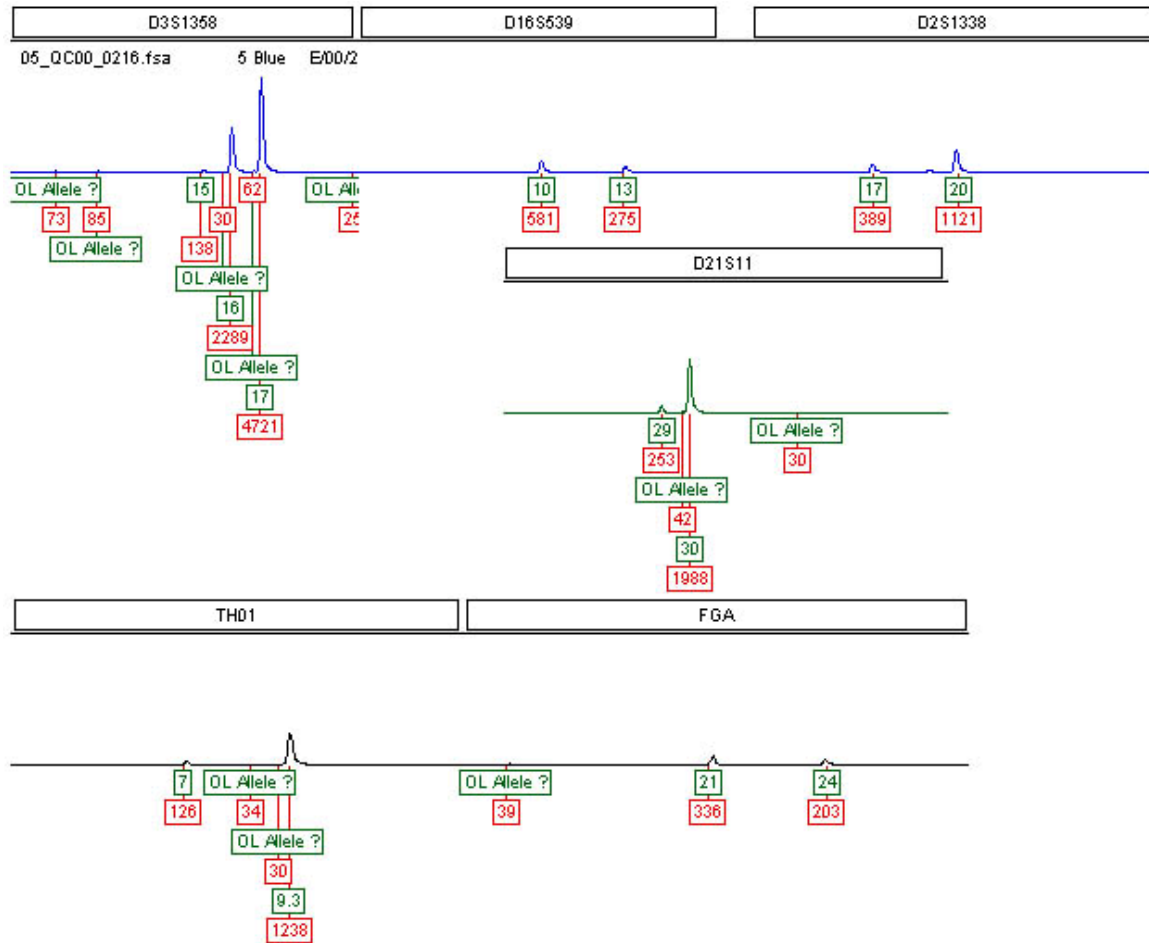 D3S1358 D16S539 D2S1338
05_QC00_0216.fsa 5 Blue E/00/2
OL Allele ? 15 62 OL Al 10 13 17 20
73 85 30 25 581 275 389 1121
OL Allele ? 138
D21S11
OL Allele ?
16
2289
OL Allele ?
17
4721
29 OL Allele ?
253 30
OL Allele ?
42
30
1988
TH01 FGA
7 OL Allele ? OL Allele ? 21 24
126 34 39 336 203
OL Allele ?
30
9.3
1238